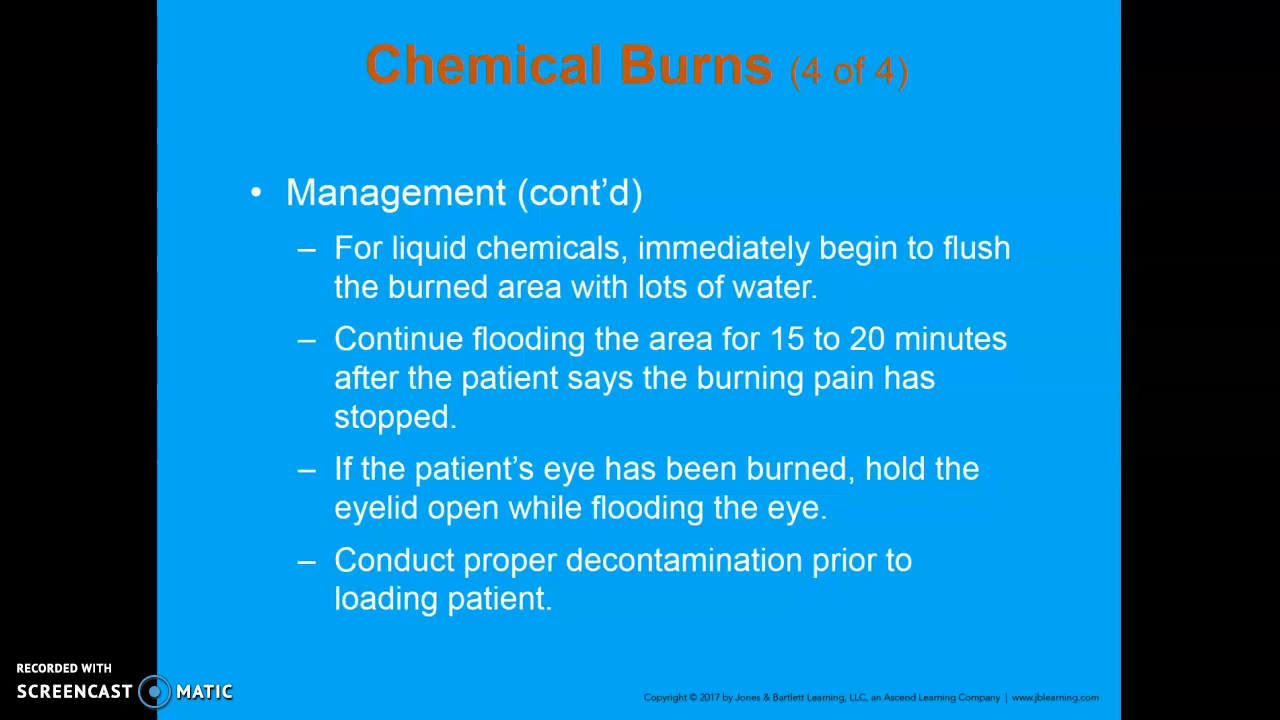 Chemical Burns (4 of 4)
• Management (cont’d)
– For liquid chemicals, immediately begin to flush
the burned area with lots of water.
– Continue flooding the area for 15 to 20 minutes
after the patient says the burning pain has
stopped.
– If the patient’s eye has been burned, hold the
eyelid open while flooding the eye.
– Conduct proper decontamination prior to
loading patient.
RECORDED WITH
SCREENCAST MATIC
Copyright © 2017 by Jones & Bartlett Learning, LLC, an Ascend Learning Company | www.jblearning.com